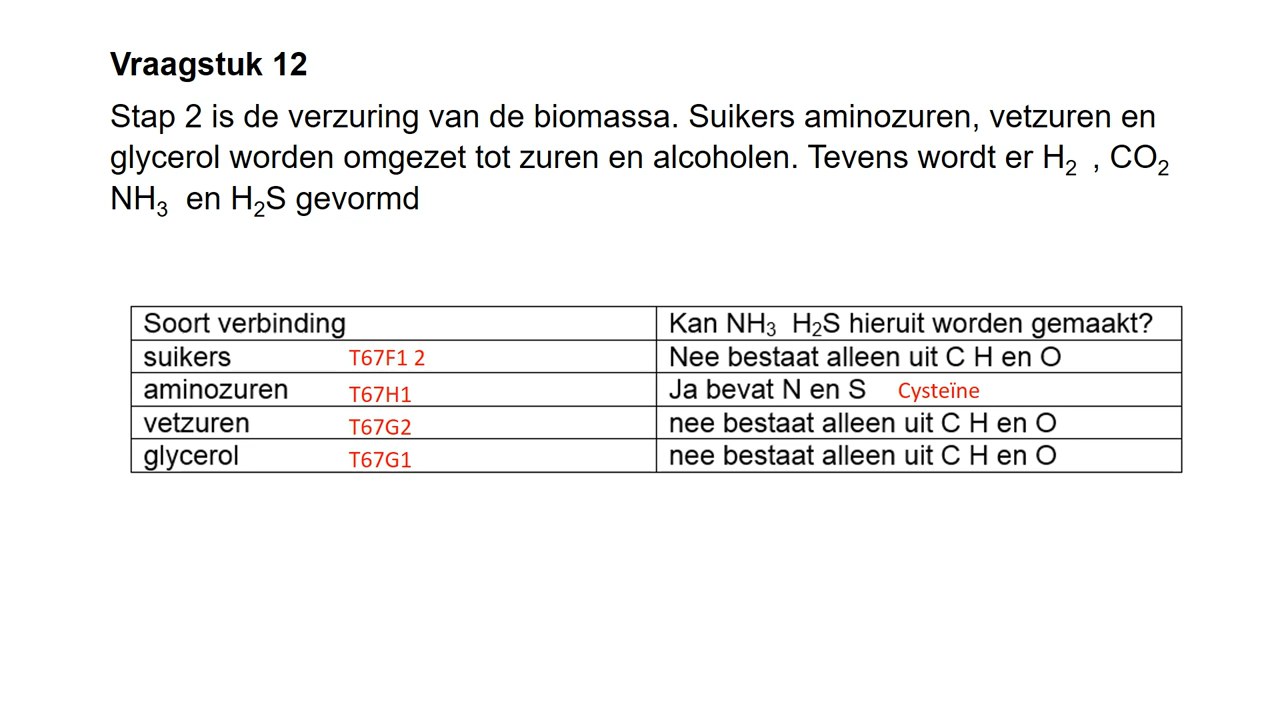 Vraagstuk 12
Stap 2 is de verzuring van de biomassa. Suikers aminozuren, vetzuren en
glycerol worden omgezet tot zuren en alcoholen. Tevens wordt er H₂ , CO₂
NH₃ en H₂S gevormd
Soort verbinding Kan NH₃ H₂S hieruit worden gemaakt?
suikers T67F1 2 Nee bestaat alleen uit C H en O
aminozuren T67H1 Ja bevat N en S Cysteïne
vetzuren T67G2 nee bestaat alleen uit C H en O
glycerol T67G1 nee bestaat alleen uit C H en O